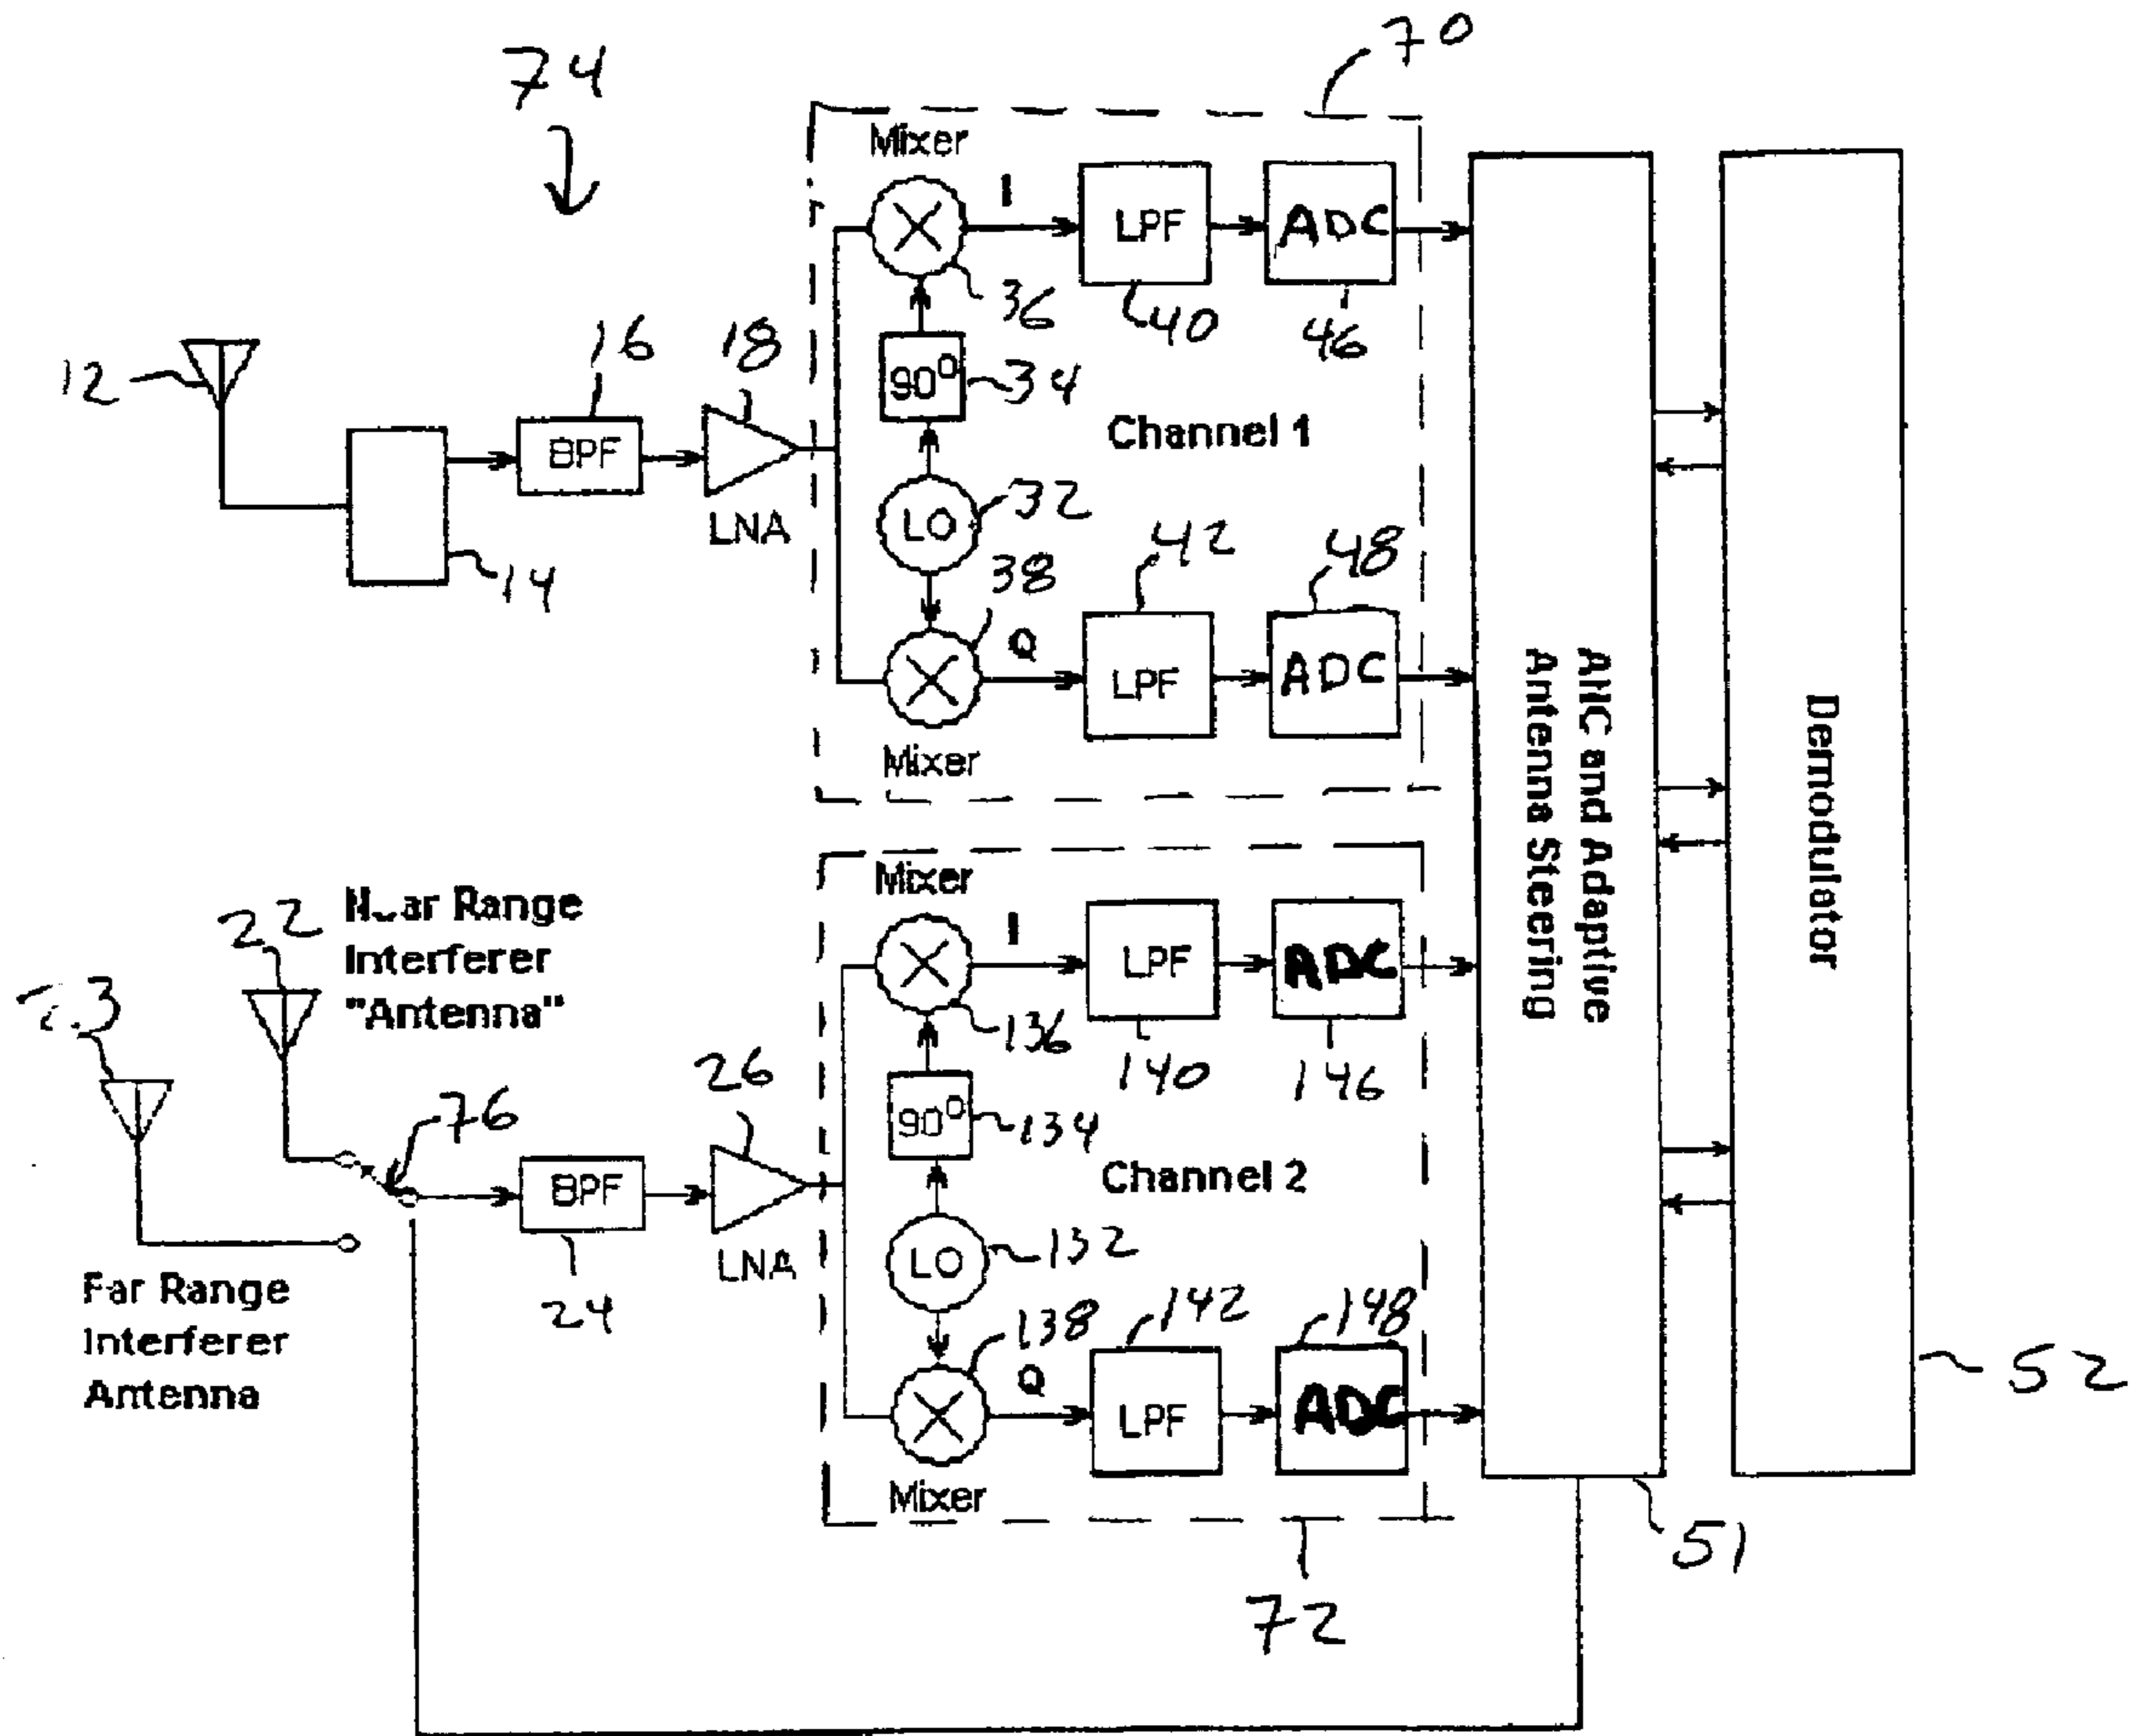 70
74
Mixer
I
LPF
ADC
36
40
46
12
16
18
90°
34
BPF
Channel 1
LNA
LO
32
14
38
42
48
Q
LPF
ADC
Mixer
ANC and Adaptive
Antenna Steering
Demodulator
Mixer
22
Range
Interferer
"Antenna"
I
LPF
ADC
136
140
146
26
76
90°
134
BPF
Channel 2
24
LNA
LO
132
Far Range
Interferer
Antenna
138
142
148
Q
LPF
ADC
Mixer
52
51
72